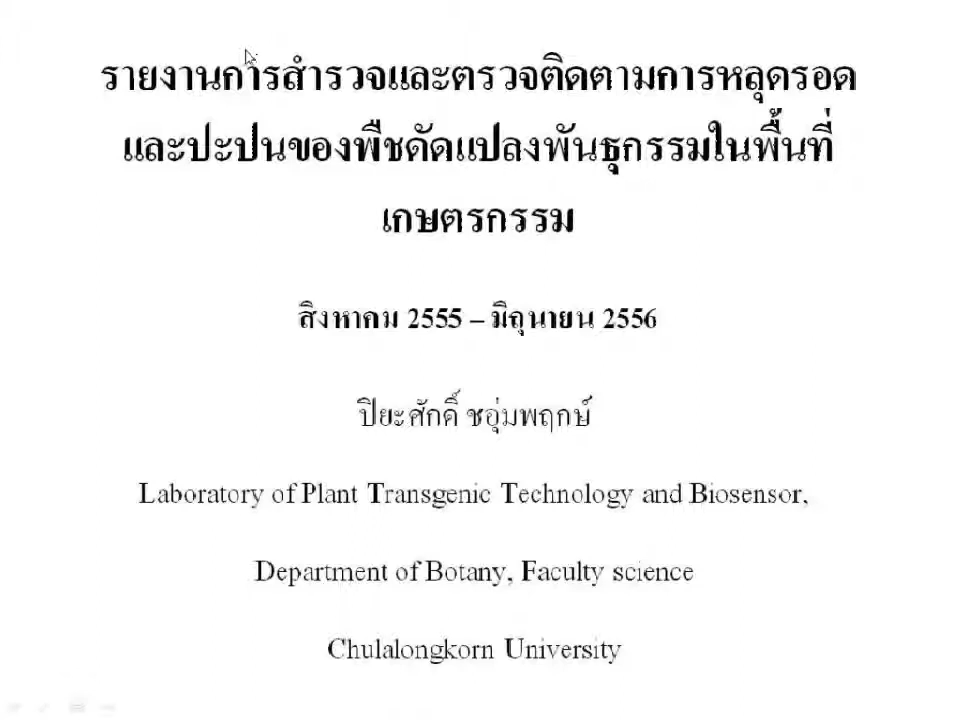 รายงานการสำรวจและตรวจติดตามการหลุดรอด
และปะปนของพืชดัดแปลงพันธุกรรมในพื้นที่
เกษตรกรรม
สิงหาคม 2555 – มิถุนายน 2556
ปิยะศักดิ์ ชอุ่มพฤกษ์
Laboratory of Plant Transgenic Technology and Biosensor,
Department of Botany, Faculty science
Chulalongkorn University